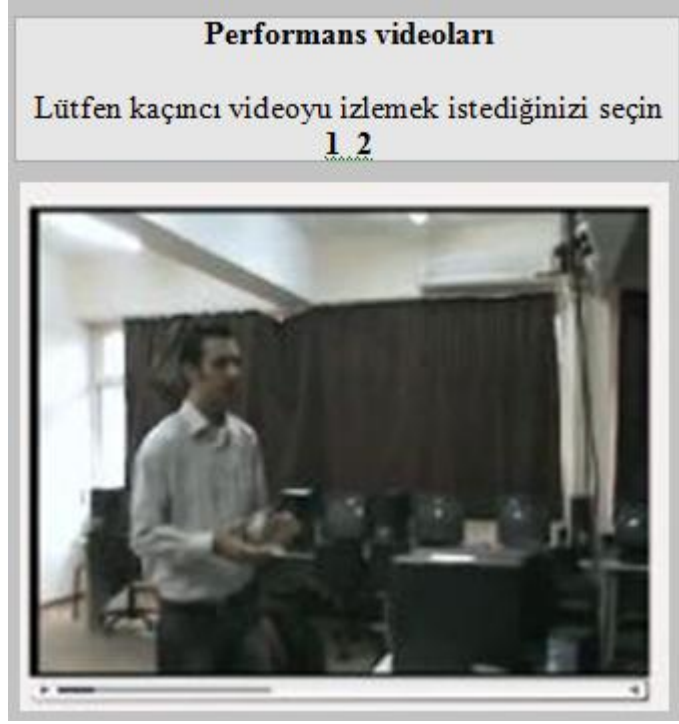 Performans videoları
Lütfen kaçıncı videoyu izlemek istediğinizi seçin
1 2